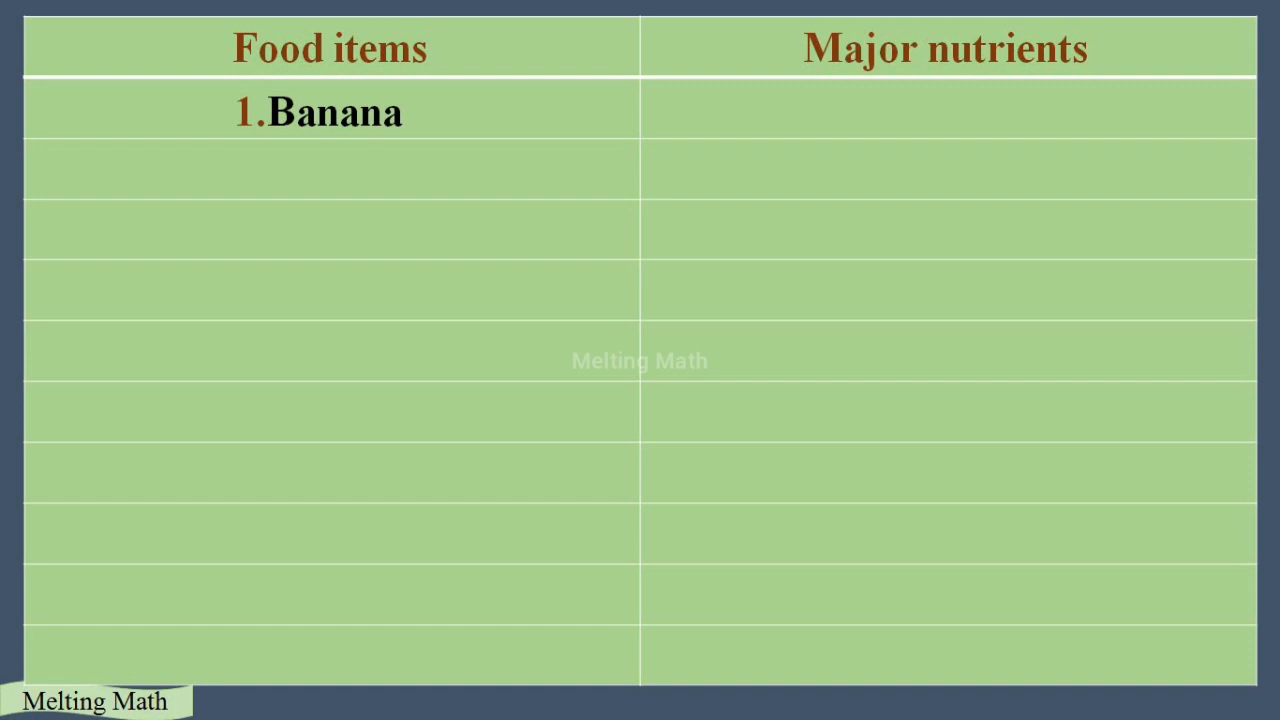 Food items
Major nutrients
1.Banana
Melting Math
Melting Math